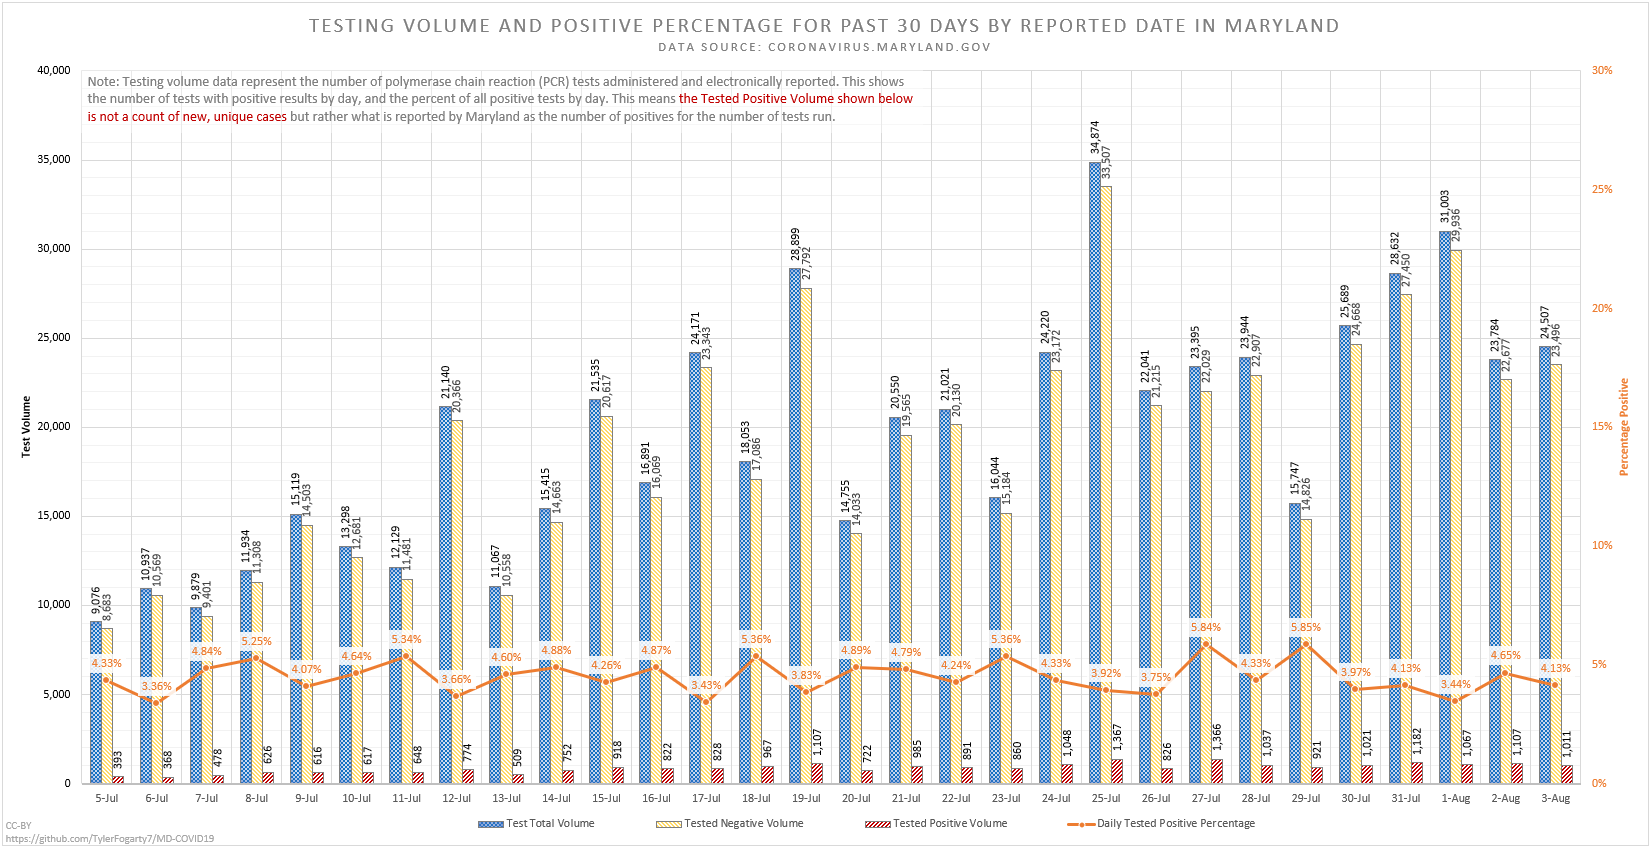 TESTING VOLUME AND POSITIVE PERCENTAGE FOR PAST 30 DAYS BY REPORTED DATE IN MARYLAND
DATA SOURCE: CORONAVIRUS.MARYLAND.GOV
Note: Testing volume data represent the number of polymerase chain reaction (PCR) tests administered and electronically reported. This shows
the number of tests with positive results by day, and the percent of all positive tests by day. This means the Tested Positive Volume shown below
is not a count of new, unique cases but rather what is reported by Maryland as the number of positives for the number of tests run.
Test Volume
40,000
35,000
30,000
25,000
20,000
15,000
10,000
5,000
0
Percentage Positive
30%
25%
20%
15%
10%
5%
0%
9,076 8,683 4.33% 393 5-Jul
10,937 10,569 3.36% 368 6-Jul
9,879 9,401 4.84% 478 7-Jul
11,934 11,308 5.25% 626 8-Jul
15,119 14,503 4.07% 616 9-Jul
13,298 12,681 4.64% 617 10-Jul
12,129 11,481 5.34% 648 11-Jul
21,140 20,366 3.66% 774 12-Jul
11,067 10,558 4.60% 509 13-Jul
15,415 14,663 4.88% 752 14-Jul
21,535 20,617 4.26% 918 15-Jul
16,891 16,069 4.87% 822 16-Jul
24,171 23,343 3.43% 828 17-Jul
18,053 17,086 5.36% 967 18-Jul
28,899 27,792 3.83% 1,107 19-Jul
14,755 14,033 4.89% 722 20-Jul
20,550 19,565 4.79% 985 21-Jul
21,021 20,130 4.24% 891 22-Jul
16,044 15,184 5.36% 860 23-Jul
24,220 23,172 4.33% 1,048 24-Jul
34,874 33,507 3.92% 1,367 25-Jul
22,041 21,215 3.75% 826 26-Jul
23,395 22,029 5.84% 1,366 27-Jul
23,944 22,907 4.33% 1,037 28-Jul
15,747 14,826 5.85% 921 29-Jul
25,689 24,668 3.97% 1,021 30-Jul
28,632 27,450 4.13% 1,182 31-Jul
31,003 29,936 3.44% 1,067 1-Aug
23,784 22,677 4.65% 1,107 2-Aug
24,507 23,496 4.13% 1,011 3-Aug
Test Total Volume
Tested Negative Volume
Tested Positive Volume
Daily Tested Positive Percentage
CC-BY
https://github.com/TylerFogarty7/MD-COVID19